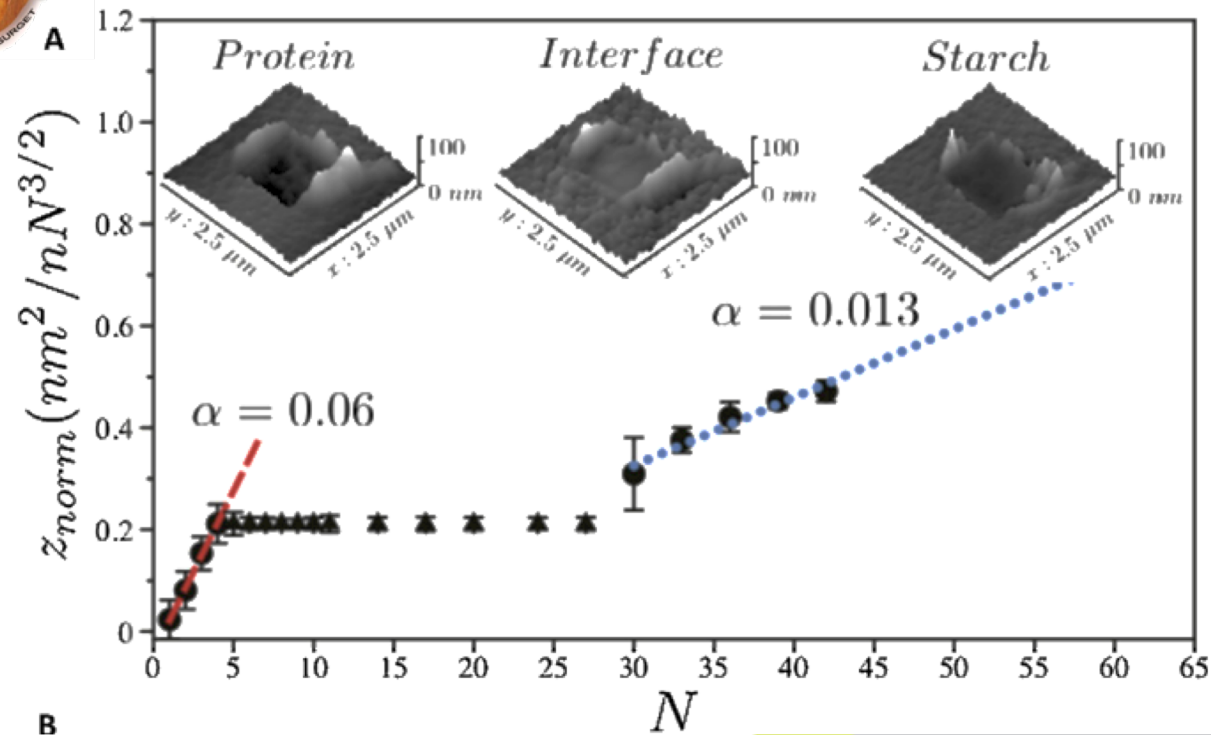 SURGET
A
Protein
Interface
Starch
100
0 nm
y : 2.5 µm
x : 2.5 µm
100
0 nm
y : 2.5 µm
x : 2.5 µm
100
0 nm
y : 2.5 µm
x : 2.5 µm
α = 0.013
α = 0.06
z_norm(nm²/nN^3/2)
1.2
1.0
0.8
0.6
0.4
0.2
0
0 5 10 15 20 25 30 35 40 45 50 55 60 65
N
B